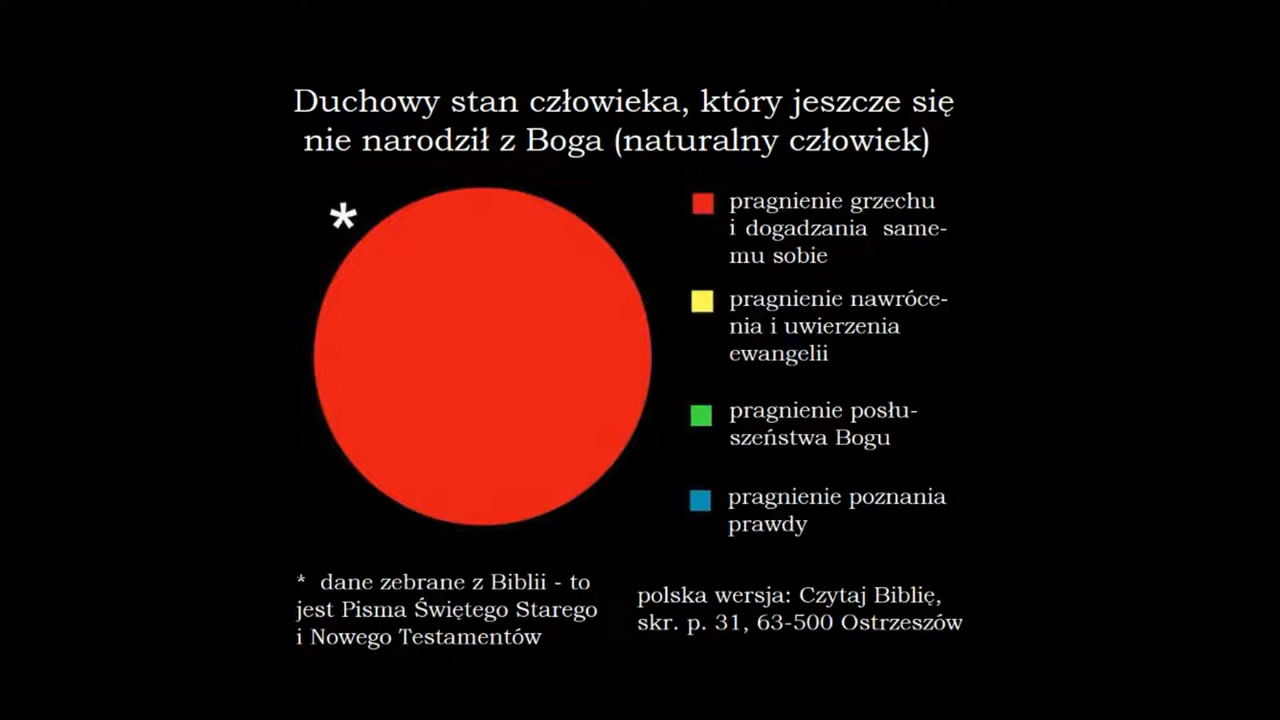 Duchowy stan człowieka, który jeszcze się
nie narodził z Boga (naturalny człowiek)
*
pragnienie grzechu
i dogadzania same-
mu sobie
pragnienie nawróce-
nia i uwierzenia
ewangelii
pragnienie posłu-
szeństwa Bogu
pragnienie poznania
prawdy
* dane zebrane z Biblii - to
jest Pisma Świętego Starego
i Nowego Testamentów
polska wersja: Czytaj Biblię,
skr. p. 31, 63-500 Ostrzeszów